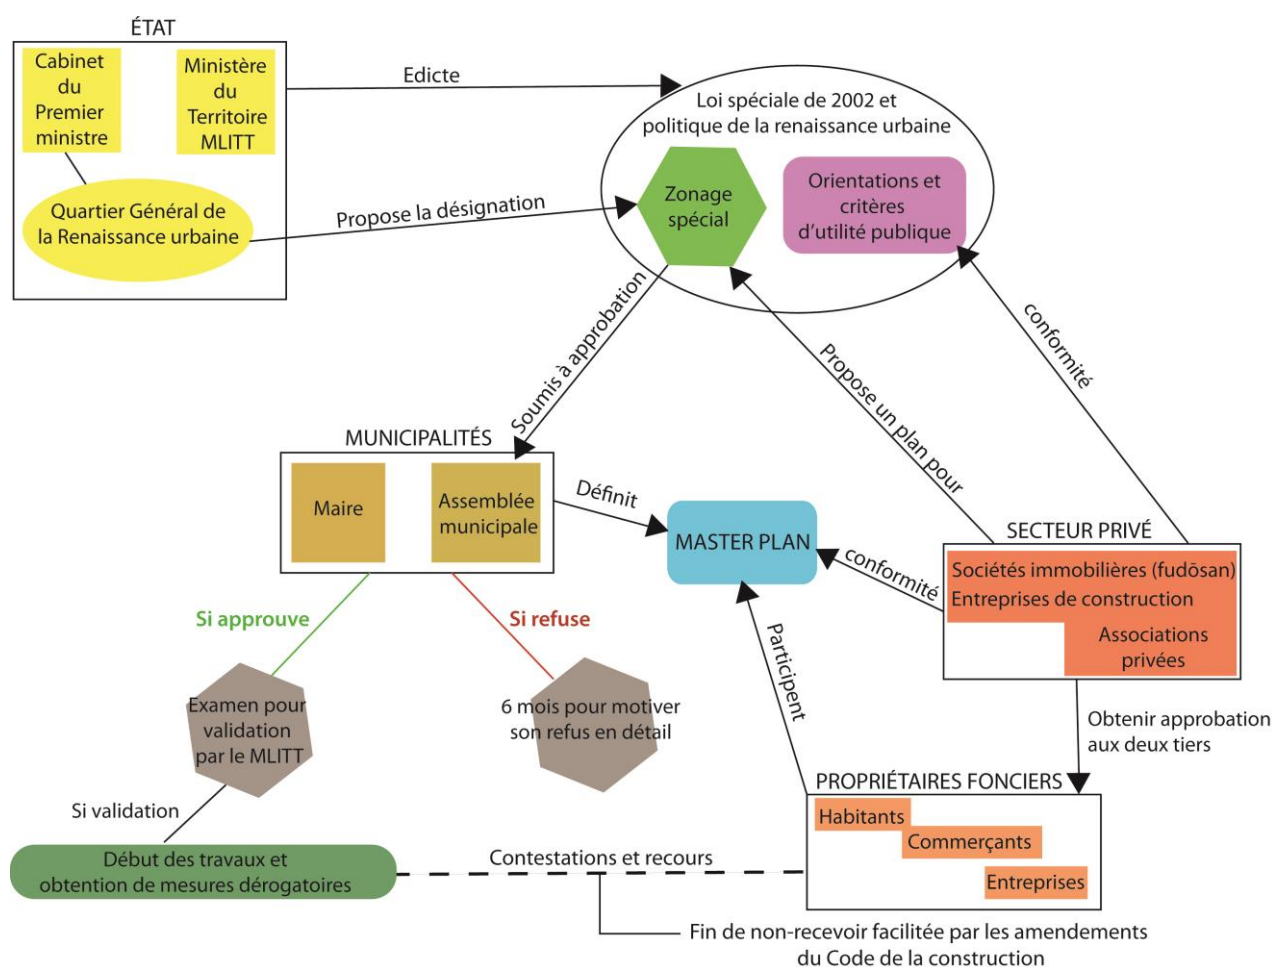 ÉTAT
Cabinet
du
Premier
ministre
Ministère
du
Territoire
MLITT
Quartier Général de
la Renaissance urbaine
Edicte
Propose la désignation
Loi spéciale de 2002 et
politique de la renaissance urbaine
Zonage
spécial
Orientations et
critères
d'utilité publique
Soumis à approbation
Propose un plan pour
conformité
MUNICIPALITÉS
Maire
Assemblée
municipale
Définit
MASTER PLAN
conformité
SECTEUR PRIVÉ
Sociétés immobilières (fudōsan)
Entreprises de construction
Associations
privées
Si approuve
Si refuse
Participent
Examen pour
validation
par le MLITT
6 mois pour motiver
son refus en détail
Obtenir approbation
aux deux tiers
Si validation
PROPRIÉTAIRES FONCIERS
Habitants
Commerçants
Entreprises
Début des travaux et
obtention de mesures dérogatoires
Contestations et recours
Fin de non-recevoir facilitée par les amendements
du Code de la construction